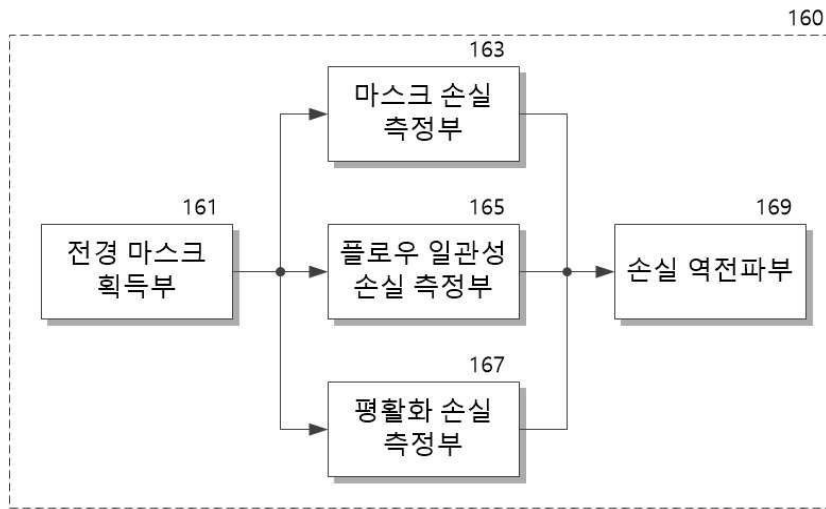 160
163
마스크 손실
측정부
161
전경 마스크
획득부
165
플로우 일관성
손실 측정부
169
손실 역전파부
167
평활화 손실
측정부